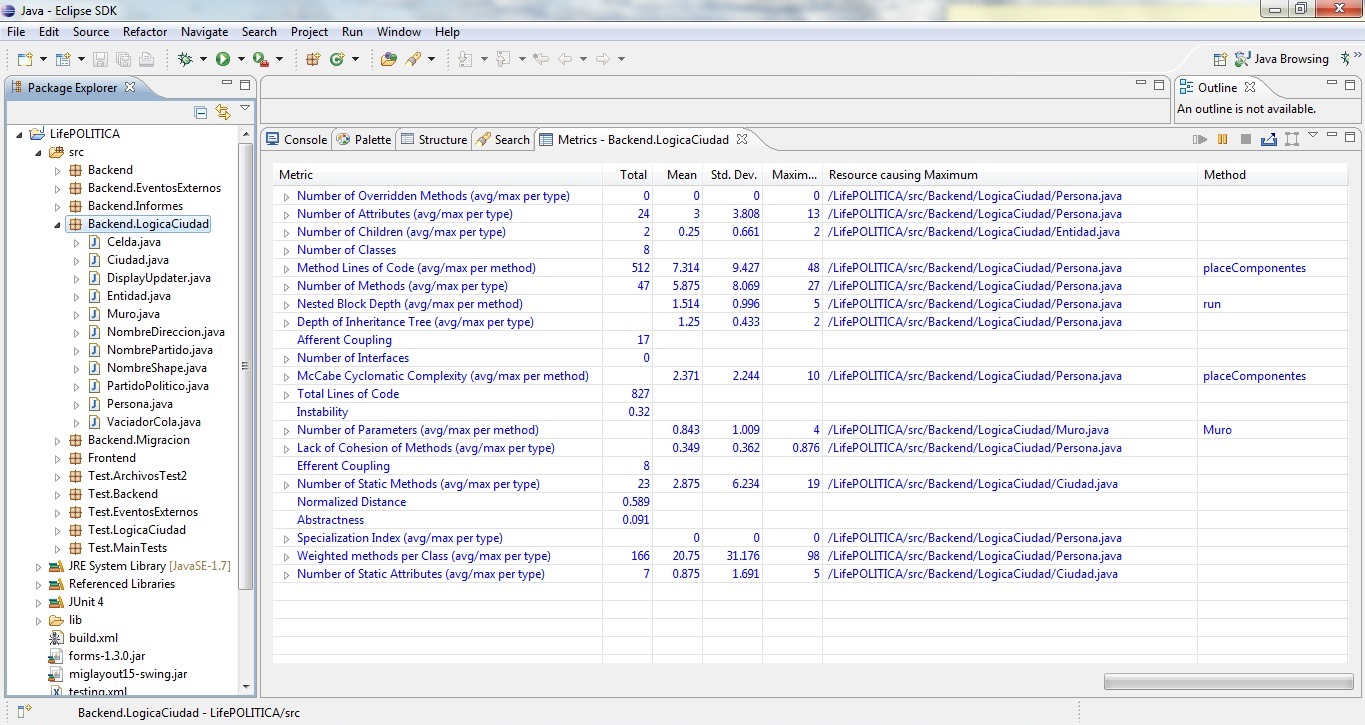 Java - Eclipse SDK
File Edit Source Refactor Navigate Search Project Run Window Help
Java Browsing
Package Explorer
LifePOLITICA
src
Backend
Backend.EventosExternos
Backend.Informes
Backend.LogicaCiudad
Celda.java
Ciudad.java
DisplayUpdater.java
Entidad.java
Muro.java
NombreDireccion.java
NombrePartido.java
NombreShape.java
PartidoPolitico.java
Persona.java
VaciadorCola.java
Backend.Migracion
Frontend
Test.ArchivosTest2
Test.Backend
Test.EventosExternos
Test.LogicaCiudad
Test.MainTests
JRE System Library [JavaSE-1.7]
Referenced Libraries
JUnit 4
lib
build.xml
forms-1.3.0.jar
miglayout15-swing.jar
testing.xml
Outline
An outline is not available.
Console Palette Structure Search Metrics - Backend.LogicaCiudad
Metric Total Mean Std. Dev. Maxim... Resource causing Maximum Method
Number of Overridden Methods (avg/max per type) 0 0 0 0 /LifePOLITICA/src/Backend/LogicaCiudad/Persona.java
Number of Attributes (avg/max per type) 24 3 3.808 13 /LifePOLITICA/src/Backend/LogicaCiudad/Persona.java
Number of Children (avg/max per type) 2 0.25 0.661 2 /LifePOLITICA/src/Backend/LogicaCiudad/Entidad.java
Number of Classes 8
Method Lines of Code (avg/max per method) 512 7.314 9.427 48 /LifePOLITICA/src/Backend/LogicaCiudad/Persona.java placeComponentes
Number of Methods (avg/max per type) 47 5.875 8.069 27 /LifePOLITICA/src/Backend/LogicaCiudad/Persona.java
Nested Block Depth (avg/max per method) 1.514 0.996 5 /LifePOLITICA/src/Backend/LogicaCiudad/Persona.java run
Depth of Inheritance Tree (avg/max per type) 1.25 0.433 2 /LifePOLITICA/src/Backend/LogicaCiudad/Persona.java
Afferent Coupling 17
Number of Interfaces 0
McCabe Cyclomatic Complexity (avg/max per method) 2.371 2.244 10 /LifePOLITICA/src/Backend/LogicaCiudad/Persona.java placeComponentes
Total Lines of Code 827
Instability 0.32
Number of Parameters (avg/max per method) 0.843 1.009 4 /LifePOLITICA/src/Backend/LogicaCiudad/Muro.java Muro
Lack of Cohesion of Methods (avg/max per type) 0.349 0.362 0.876 /LifePOLITICA/src/Backend/LogicaCiudad/Persona.java
Efferent Coupling 8
Number of Static Methods (avg/max per type) 23 2.875 6.234 19 /LifePOLITICA/src/Backend/LogicaCiudad/Ciudad.java
Normalized Distance 0.589
Abstractness 0.091
Specialization Index (avg/max per type) 0 0 0 /LifePOLITICA/src/Backend/LogicaCiudad/Persona.java
Weighted methods per Class (avg/max per type) 166 20.75 31.176 98 /LifePOLITICA/src/Backend/LogicaCiudad/Persona.java
Number of Static Attributes (avg/max per type) 7 0.875 1.691 5 /LifePOLITICA/src/Backend/LogicaCiudad/Ciudad.java
Backend.LogicaCiudad - LifePOLITICA/src